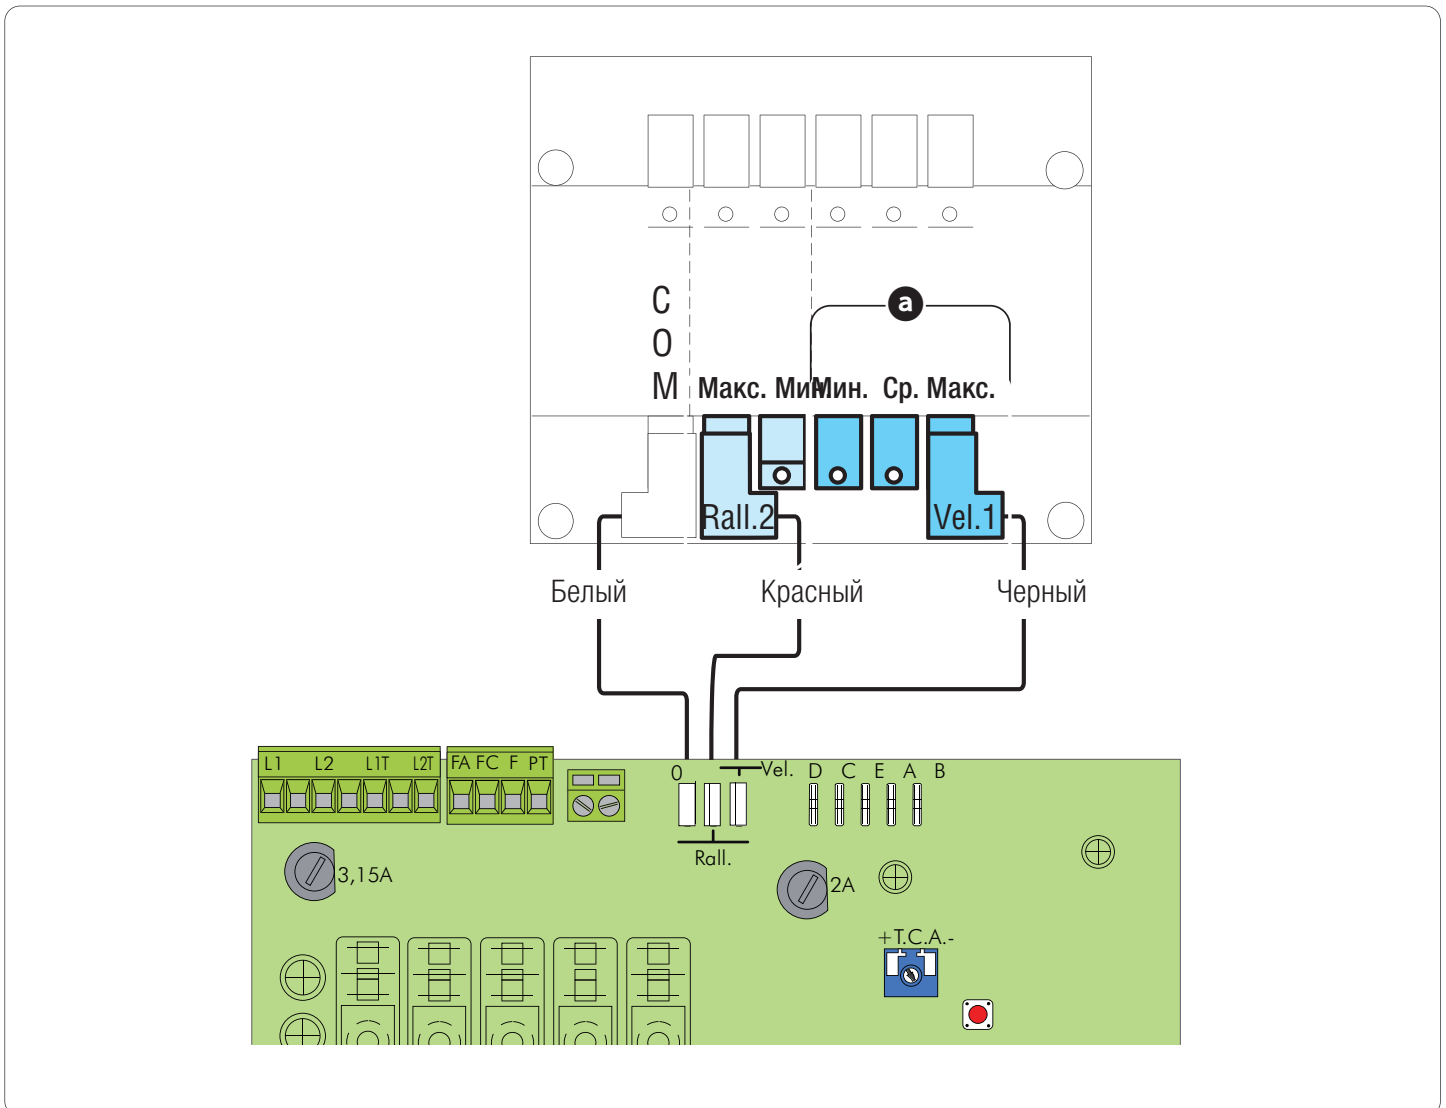 a
С
О
М
Макс. Мин. Мин. Ср. Макс.
Rall.2
Vel.1
Белый
Красный
Черный
L1 L2 L1T L2T
FA FC F PT
0
Vel.
D C E A B
Rall.
3,15A
2A
+T.C.A.-